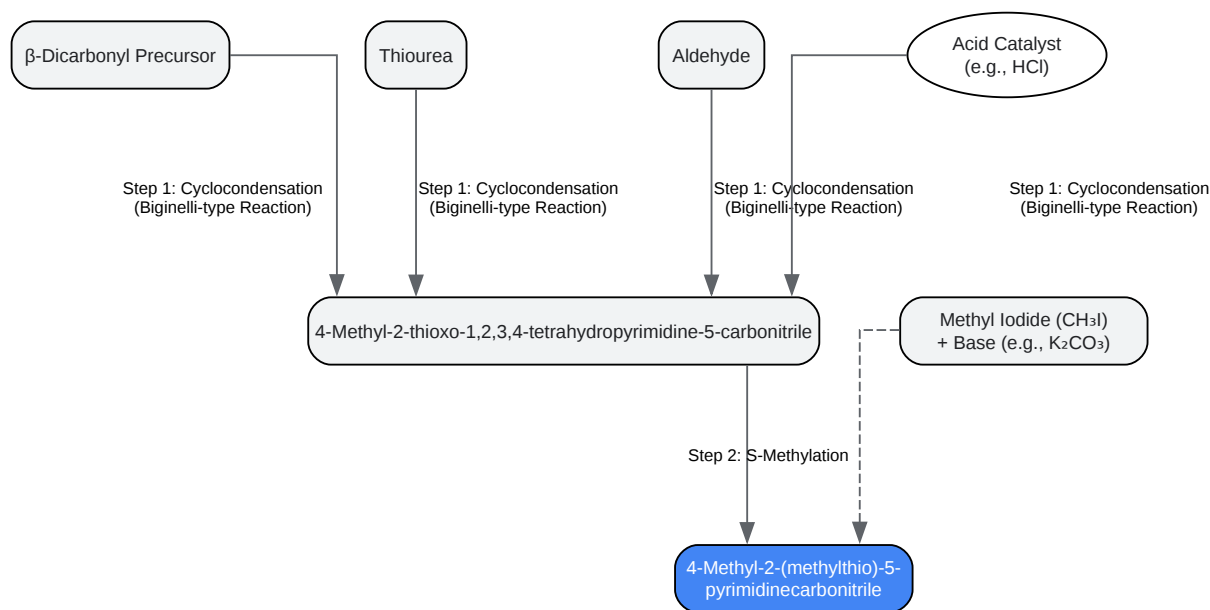 β-Dicarbonyl Precursor
Thiourea
Aldehyde
Acid Catalyst
(e.g., HCl)
Step 1: Cyclocondensation
(Biginelli-type Reaction)
Step 1: Cyclocondensation
(Biginelli-type Reaction)
Step 1: Cyclocondensation
(Biginelli-type Reaction)
Step 1: Cyclocondensation
(Biginelli-type Reaction)
4-Methyl-2-thioxo-1,2,3,4-tetrahydropyrimidine-5-carbonitrile
Methyl Iodide (CH₃I)
+ Base (e.g., K₂CO₃)
Step 2: S-Methylation
4-Methyl-2-(methylthio)-5-
pyrimidinecarbonitrile